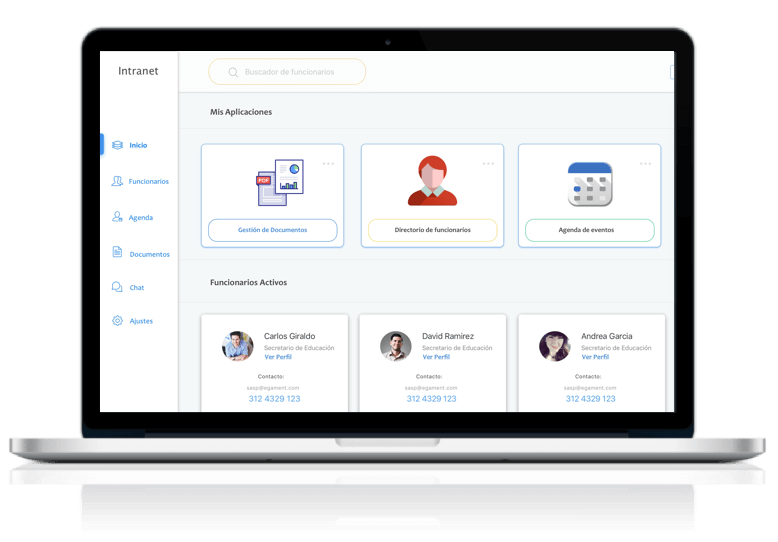 Intranet
Buscador de funcionarios
Inicio
Funcionarios
Agenda
Documentos
Chat
Ajustes
Mis Aplicaciones
PDF
Gestión de Documentos
Directorio de funcionarios
Agenda de eventos
Funcionarios Activos
Carlos Giraldo
Secretario de Educación
Ver Perfil
Contacto:
sasp@egament.com
312 4329 123
David Ramirez
Secretario de Educación
Ver Perfil
Contacto:
sasp@egament.com
312 4329 123
Andrea Garcia
Secretario de Educación
Ver Perfil
Contacto:
sasp@egament.com
312 4329 123